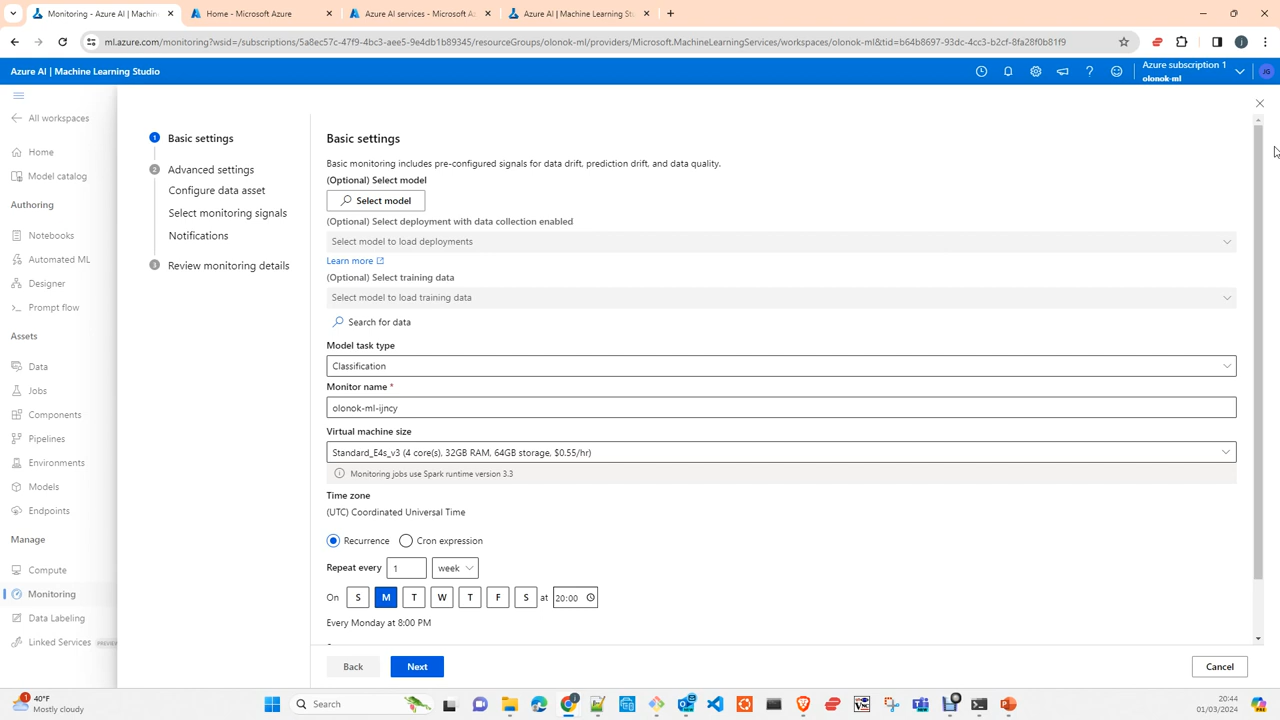 Monitoring - Azure AI | Machine
Home - Microsoft Azure
Azure AI services - Microsoft Az
Azure AI | Machine Learning Stu
ml.azure.com/monitoring?wsid=/subscriptions/5a8ec57c-47f9-4bc3-aee5-9e4db1b89345/resourceGroups/olonok-ml/providers/Microsoft.MachineLearningServices/workspaces/olonok-ml&tid=b64b8697-93dc-4cc3-b2cf-8fa28f0b81f9
Azure AI | Machine Learning Studio
Azure subscription 1
olonok-ml
JG
All workspaces
Home
Model catalog
Authoring
Notebooks
Automated ML
Designer
Prompt flow
Assets
Data
Jobs
Components
Pipelines
Environments
Models
Endpoints
Manage
Compute
Monitoring
Data Labeling
Linked Services PREVIEW
1 Basic settings
2 Advanced settings
Configure data asset
Select monitoring signals
Notifications
3 Review monitoring details
Basic settings
Basic monitoring includes pre-configured signals for data drift, prediction drift, and data quality.
(Optional) Select model
Select model
(Optional) Select deployment with data collection enabled
Select model to load deployments
Learn more
(Optional) Select training data
Select model to load training data
Search for data
Model task type
Classification
Monitor name *
olonok-ml-ijncy
Virtual machine size
Standard_E4s_v3 (4 core(s), 32GB RAM, 64GB storage, $0.55/hr)
Monitoring jobs use Spark runtime version 3.3
Time zone
(UTC) Coordinated Universal Time
Recurrence Cron expression
Repeat every 1 week
On S M T W T F S at 20:00
Every Monday at 8:00 PM
Back Next Cancel
1
40°F
Mostly cloudy
Search
20:44
01/03/2024